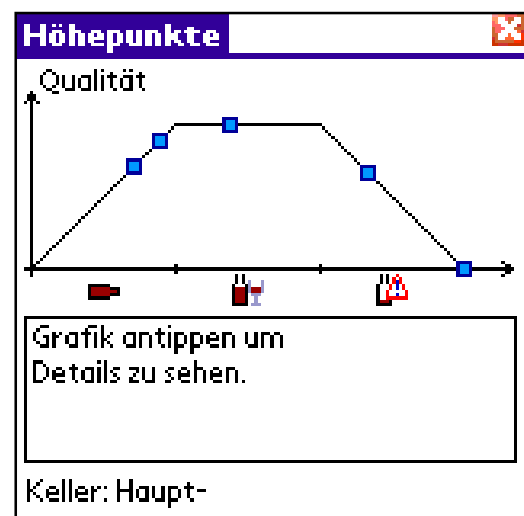 Höhepunkte
Qualität
Grafik antippen um
Details zu sehen.
Keller: Haupt-